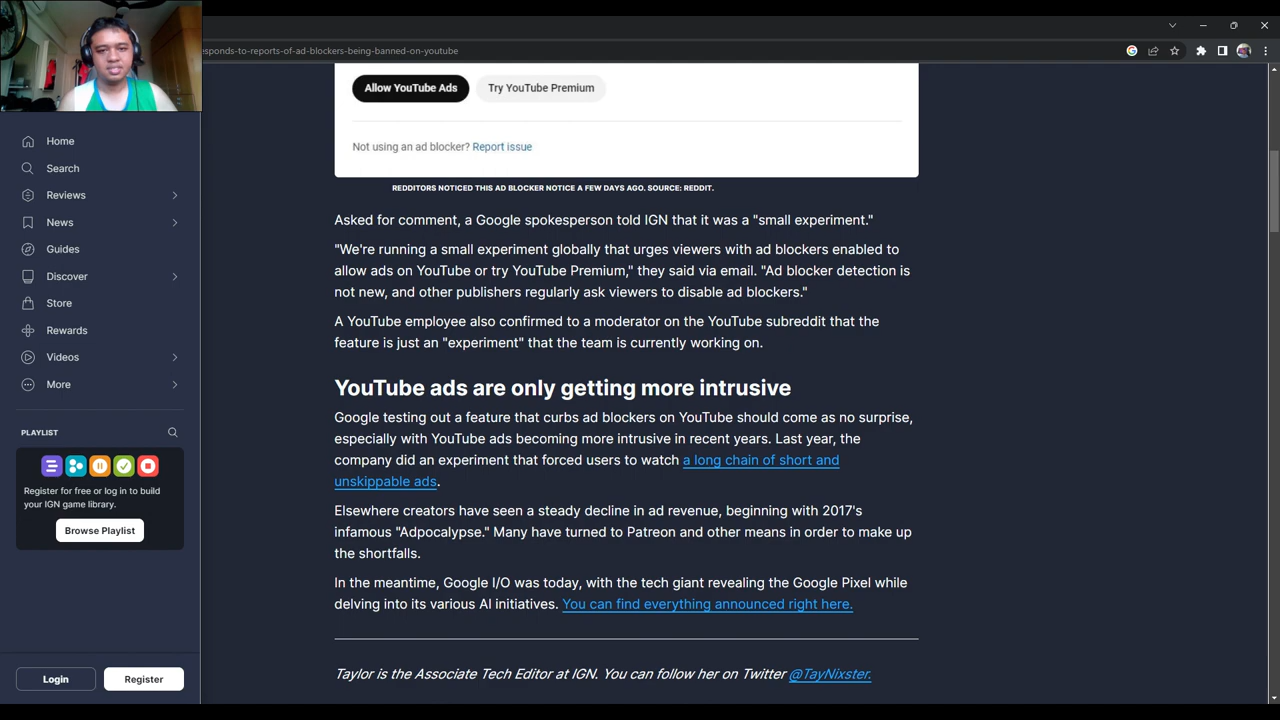 esponds-to-reports-of-ad-blockers-being-banned-on-youtube
Allow YouTube Ads
Try YouTube Premium
Not using an ad blocker? Report issue
REDDITORS NOTICED THIS AD BLOCKER NOTICE A FEW DAYS AGO. SOURCE: REDDIT.
Home
Search
Reviews
News
Guides
Discover
Store
Rewards
Videos
More
PLAYLIST
Register for free or log in to build
your IGN game library.
Browse Playlist
Login
Register
Asked for comment, a Google spokesperson told IGN that it was a "small experiment."
"We're running a small experiment globally that urges viewers with ad blockers enabled to
allow ads on YouTube or try YouTube Premium," they said via email. "Ad blocker detection is
not new, and other publishers regularly ask viewers to disable ad blockers."
A YouTube employee also confirmed to a moderator on the YouTube subreddit that the
feature is just an "experiment" that the team is currently working on.
YouTube ads are only getting more intrusive
Google testing out a feature that curbs ad blockers on YouTube should come as no surprise,
especially with YouTube ads becoming more intrusive in recent years. Last year, the
company did an experiment that forced users to watch a long chain of short and
unskippable ads.
Elsewhere creators have seen a steady decline in ad revenue, beginning with 2017's
infamous "Adpocalypse." Many have turned to Patreon and other means in order to make up
the shortfalls.
In the meantime, Google I/O was today, with the tech giant revealing the Google Pixel while
delving into its various AI initiatives. You can find everything announced right here.
Taylor is the Associate Tech Editor at IGN. You can follow her on Twitter @TayNixster.